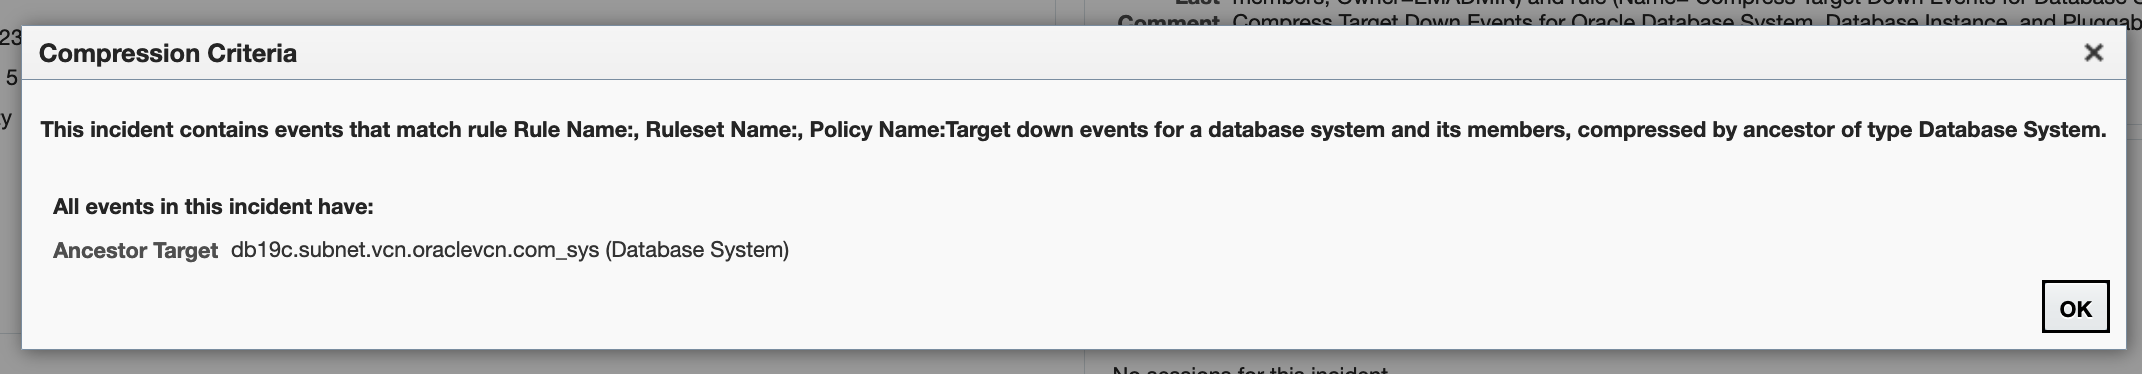 members, Owner=EMADMIN) and rule (Name= Compress Target Down Events for Database
23 Comment Compress Target Down Events for Oracle Database System, Database Instance, and Pluggab
Compression Criteria
5
y
This incident contains events that match rule Rule Name:, Ruleset Name:, Policy Name:Target down events for a database system and its members, compressed by ancestor of type Database System.
All events in this incident have:
Ancestor Target db19c.subnet.vcn.oraclevcn.com_sys (Database System)
OK
No sessions for this incident